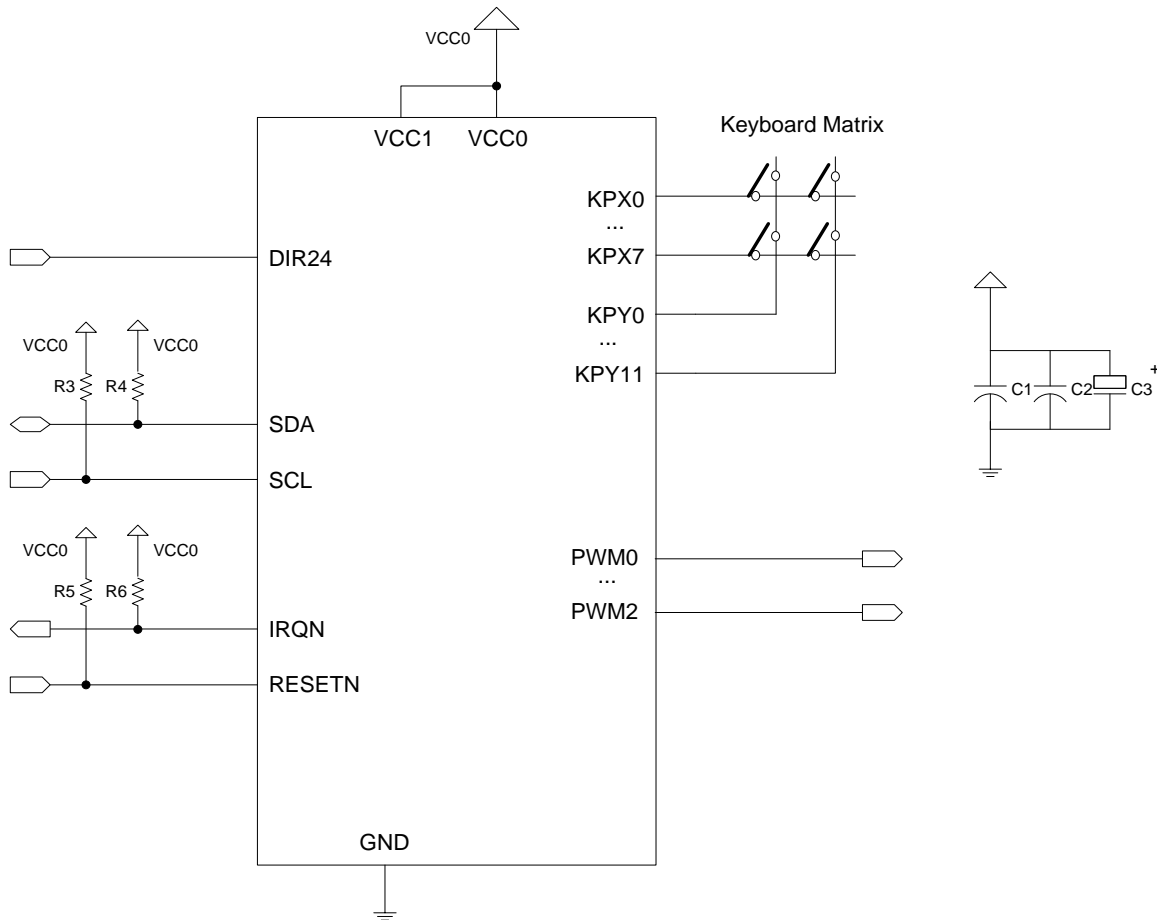 VCC0
VCC1 VCC0
Keyboard Matrix
KPX0
...
KPX7
KPY0
...
KPY11
DIR24
VCC0 VCC0
R3 R4
SDA
SCL
VCC0 VCC0
R5 R6
IRQN
RESETN
PWM0
...
PWM2
GND
+
C1 C2 C3